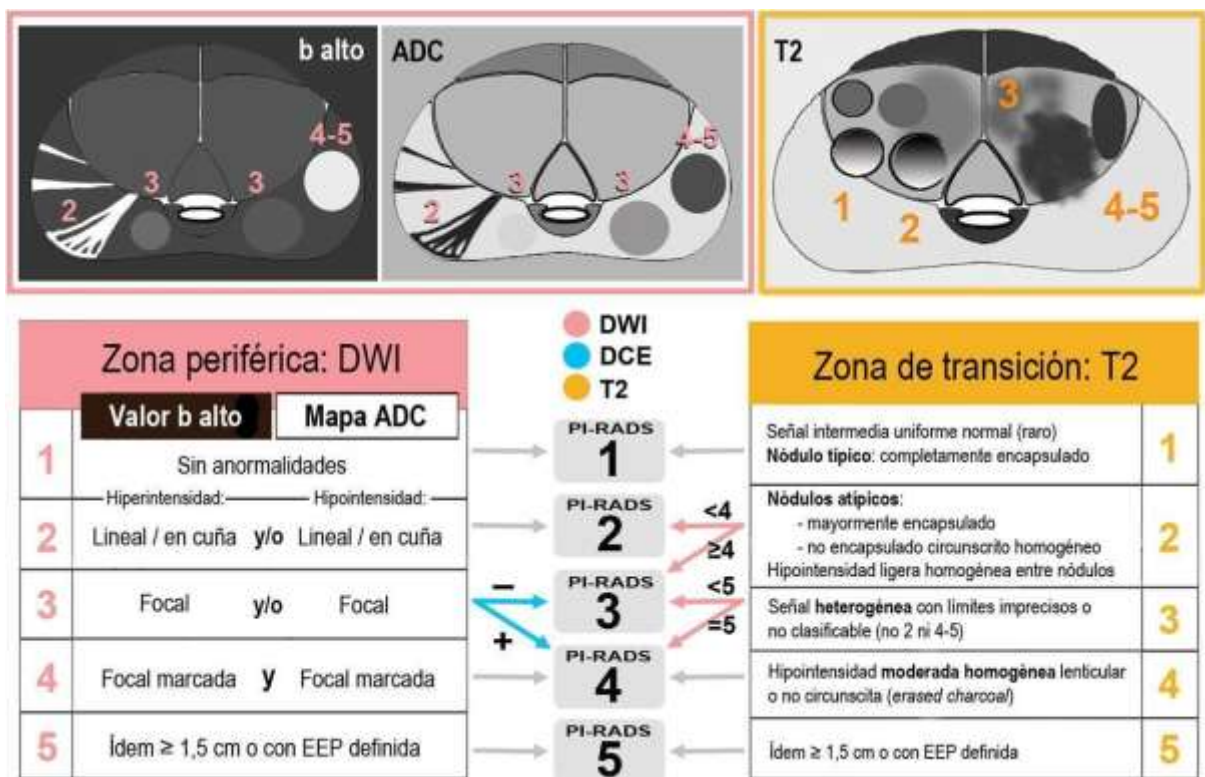 b alto
ADC
T2
4-5
4-5
3
3
3
3
3
2
2
1
2
4-5
DWI
DCE
T2
Zona periférica: DWI
Valor b alto
Mapa ADC
1
Sin anormalidades
Hiperintensidad:
Hipointensidad:
2
Lineal / en cuña y/o Lineal / en cuña
3
Focal y/o Focal
4
Focal marcada y Focal marcada
5
Ídem ≥ 1,5 cm o con EEP definida
−
+
PI-RADS
1
PI-RADS
2
PI-RADS
3
PI-RADS
4
PI-RADS
5
<4
≥4
<5
=5
Zona de transición: T2
Señal intermedia uniforme normal (raro)
Nódulo típico: completamente encapsulado
1
Nódulos atípicos:
- mayormente encapsulado
- no encapsulado circunscrito homogéneo
Hipointensidad ligera homogénea entre nódulos
2
Señal heterogénea con límites imprecisos o
no clasificable (no 2 ni 4-5)
3
Hipointensidad moderada homogènea lenticular
o no circunscita (erased charcoal)
4
Ídem ≥ 1,5 cm o con EEP definida
5